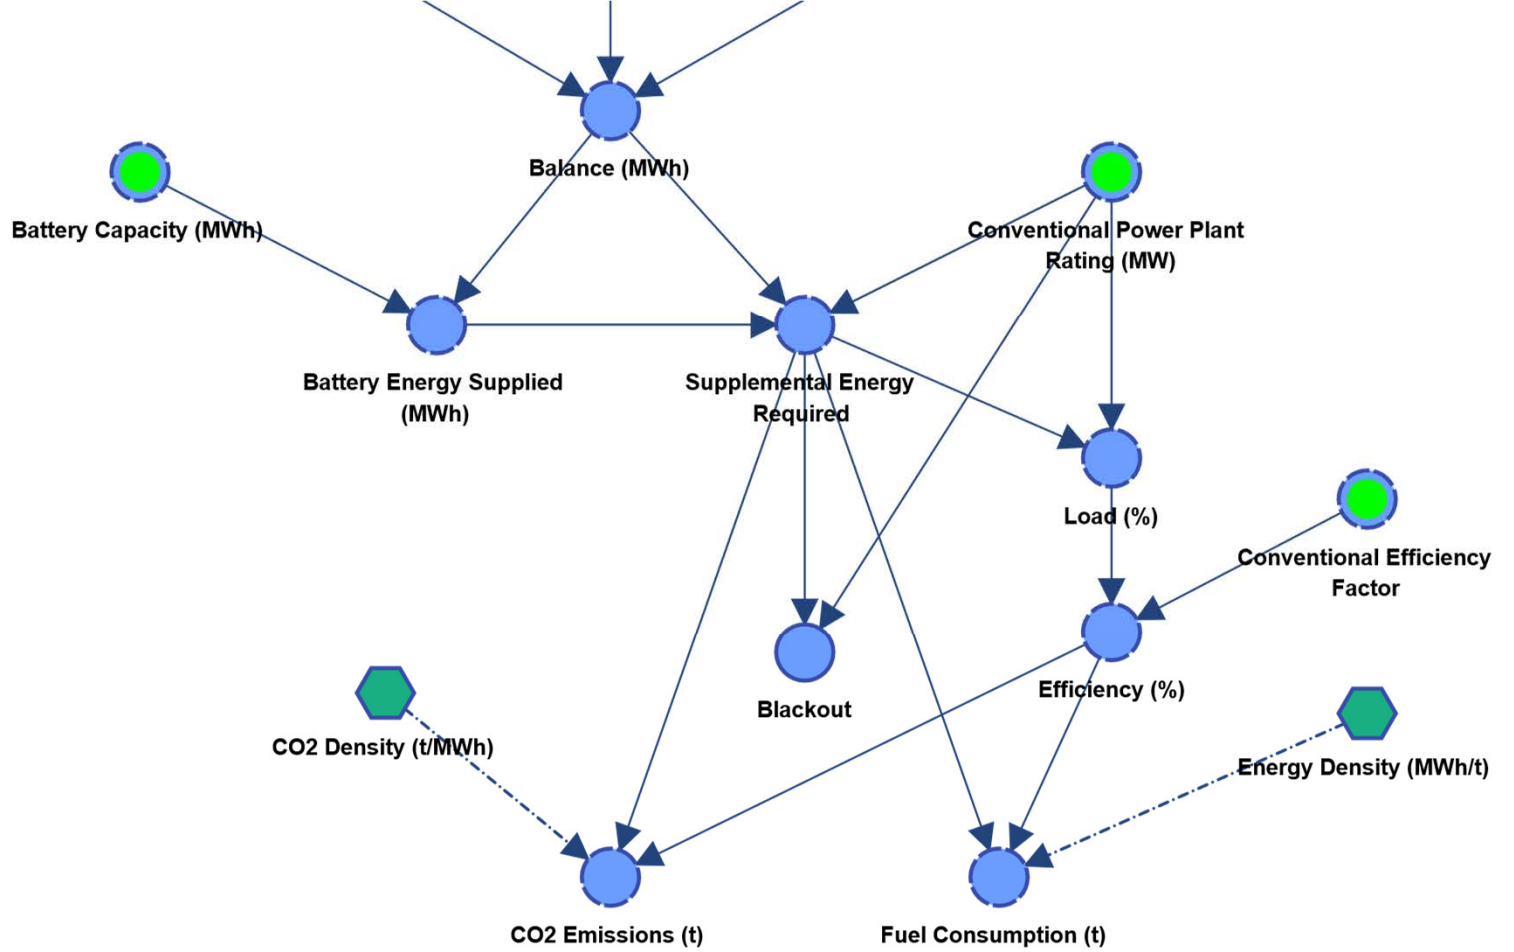 Balance (MWh)
Battery Capacity (MWh)
Conventional Power Plant
Rating (MW)
Battery Energy Supplied
(MWh)
Supplemental Energy
Required
Load (%)
Conventional Efficiency
Factor
Efficiency (%)
Blackout
CO2 Density (t/MWh)
Energy Density (MWh/t)
CO2 Emissions (t)
Fuel Consumption (t)